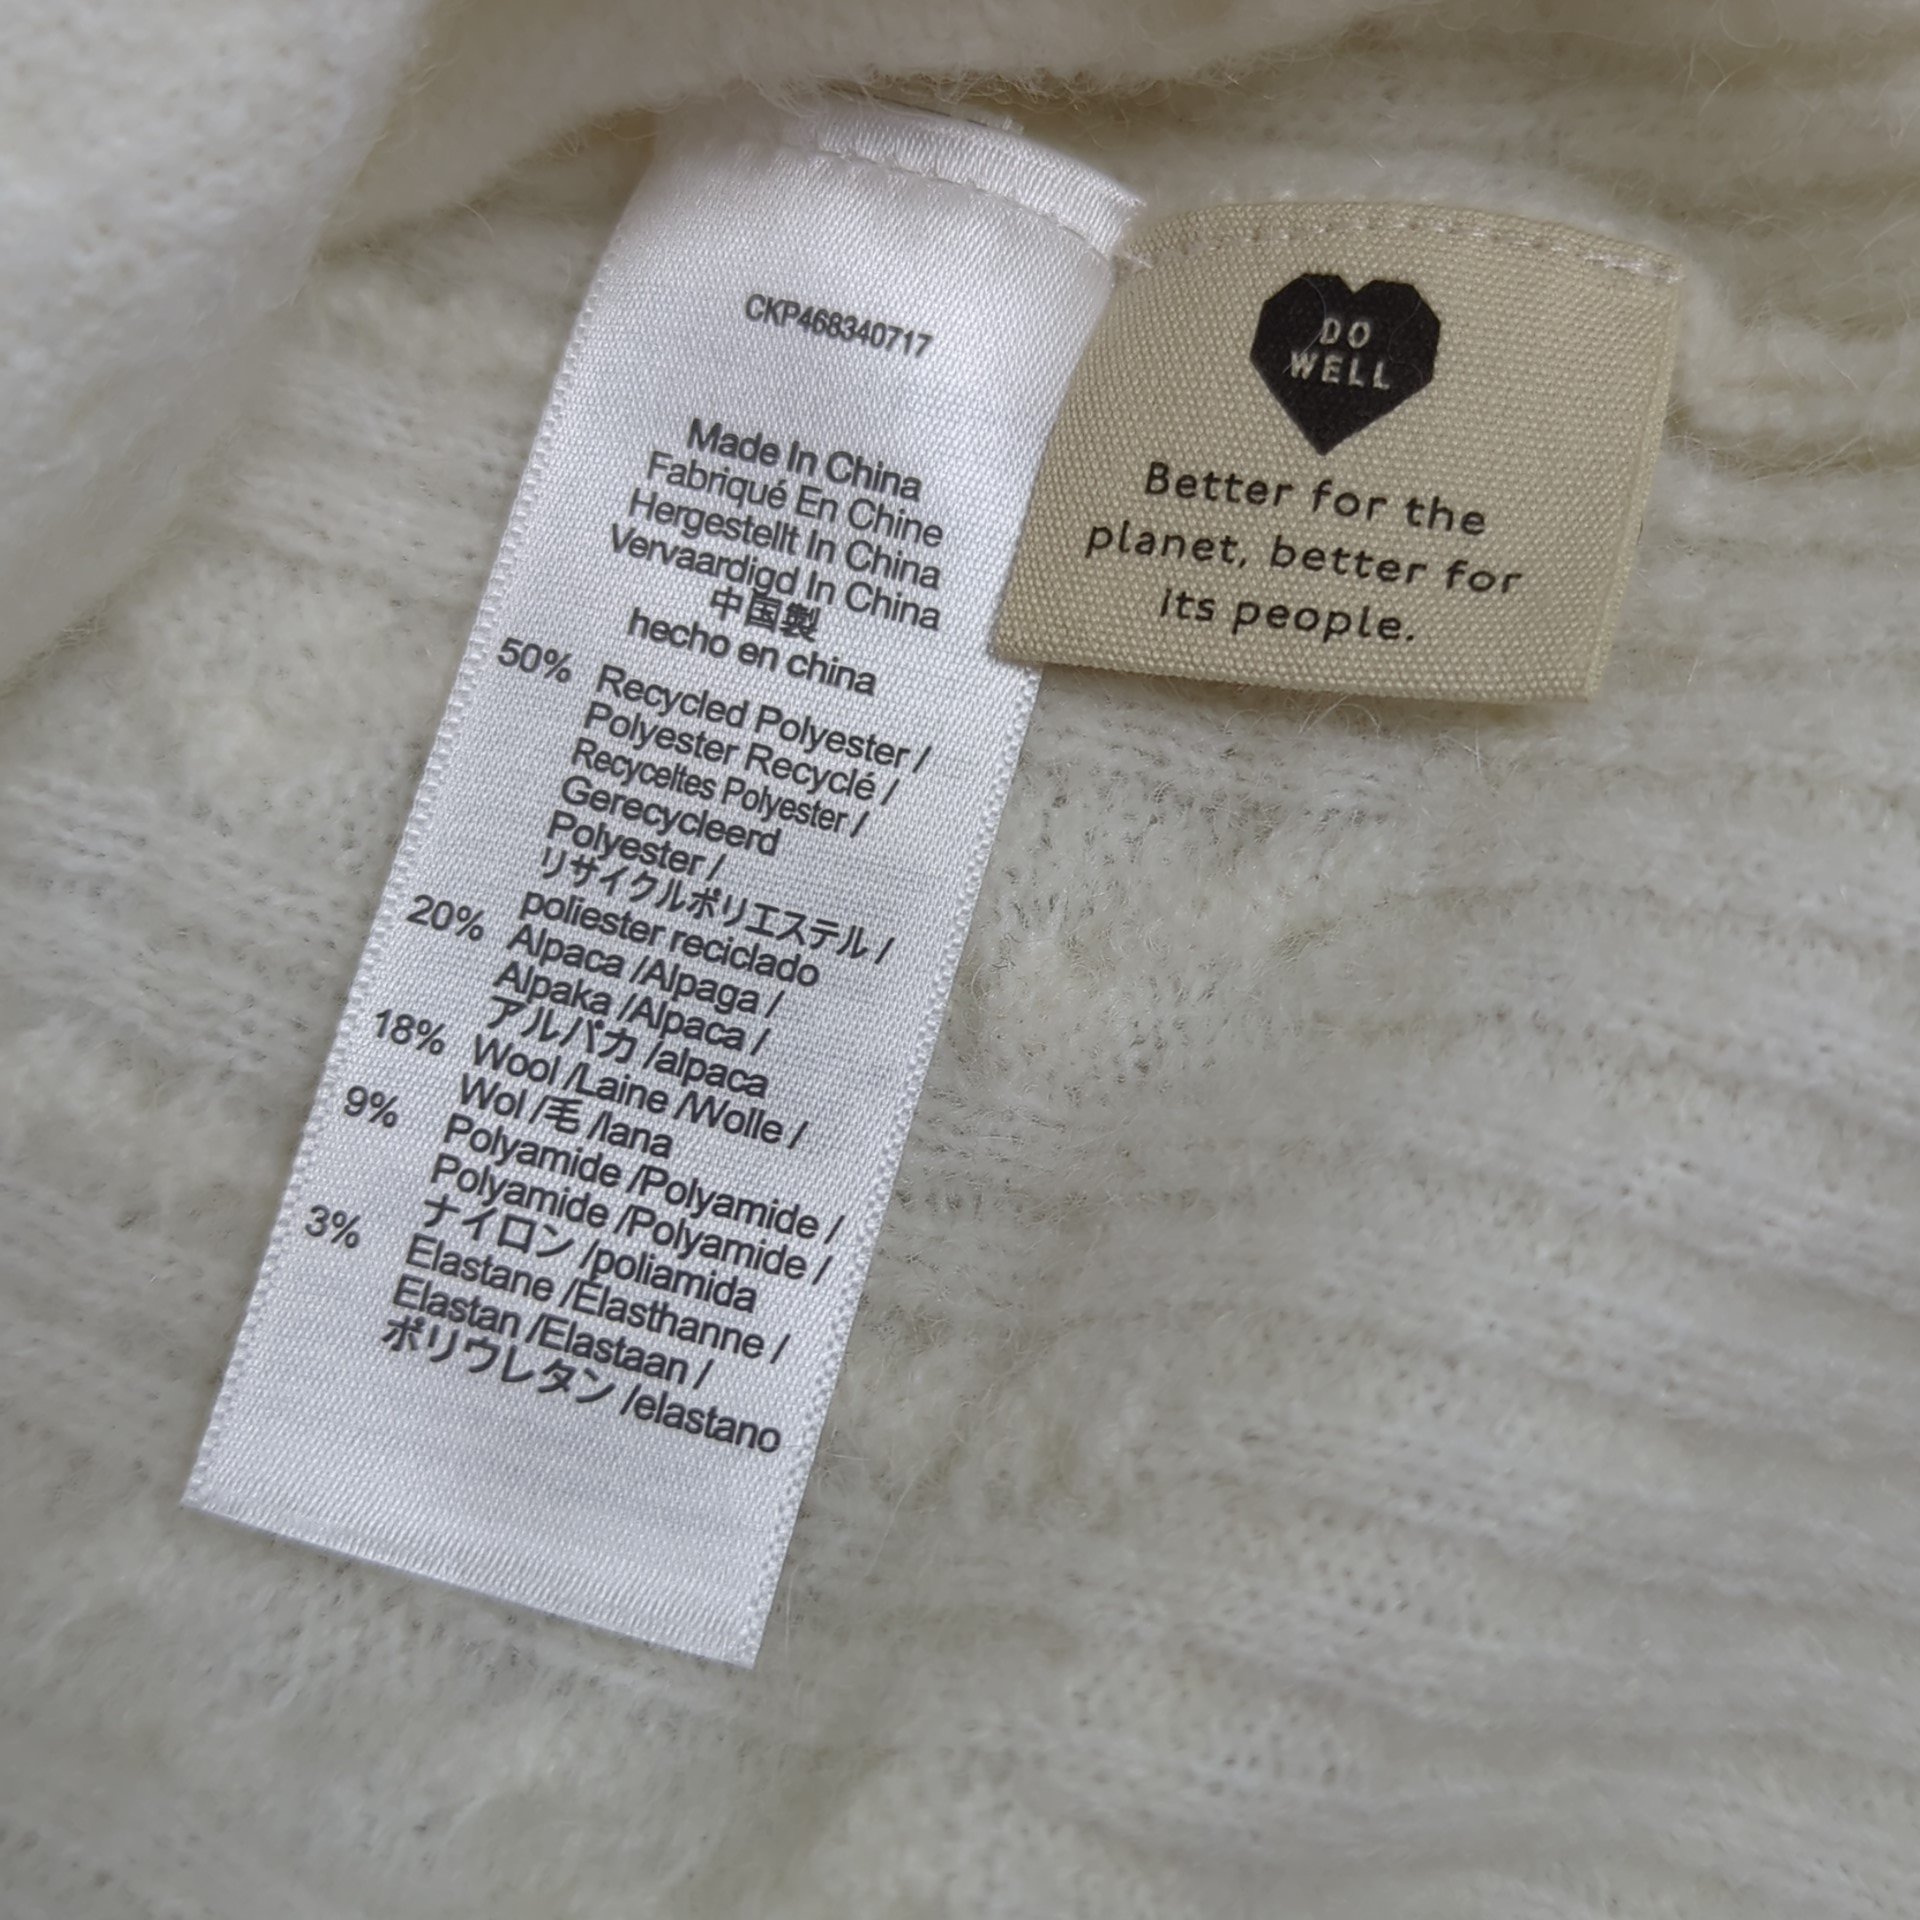 CKP468340717
Made In China
Fabriqué En Chine
Hergestellt In China
Vervaardigd In China
中国製
hecho en china
50% Recycled Polyester /
Polyester Recyclé /
Recyceltes Polyester /
Gerecycleerd
Polyester /
リサイクルポリエステル /
poliester reciclado
20% Alpaca /Alpaga /
Alpaka /Alpaca /
アルパカ /alpaca
18% Wool /Laine /Wolle /
Wol /毛 /lana
9% Polyamide /Polyamide /
Polyamide /Polyamide /
ナイロン /poliamida
3% Elastane /Élasthanne /
Elastan /Elastaan /
ポリウレタン /elastano
DO
WELL
Better for the
planet, better for
its people.